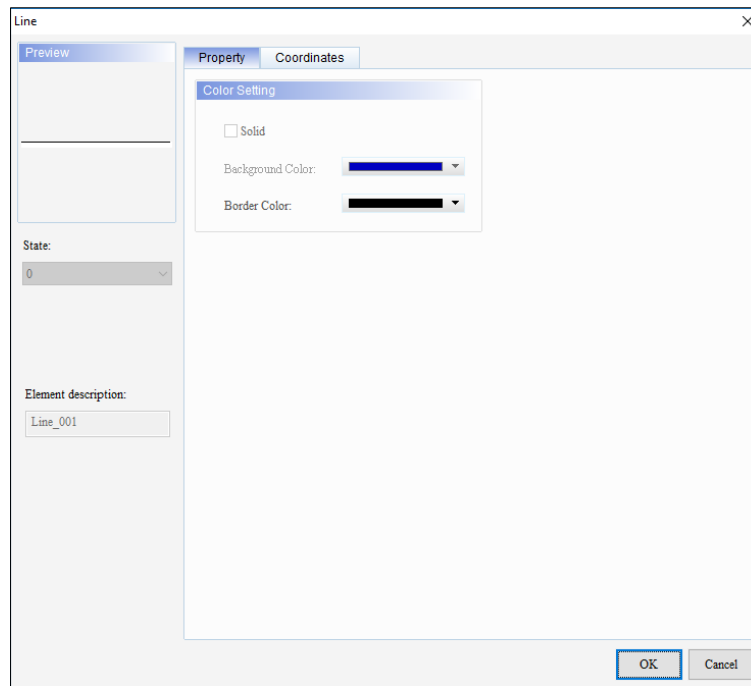 Line
Preview
State:
0
Element description:
Line_001
Property
Coordinates
Color Setting
Solid
Background Color:
Border Color:
OK
Cancel